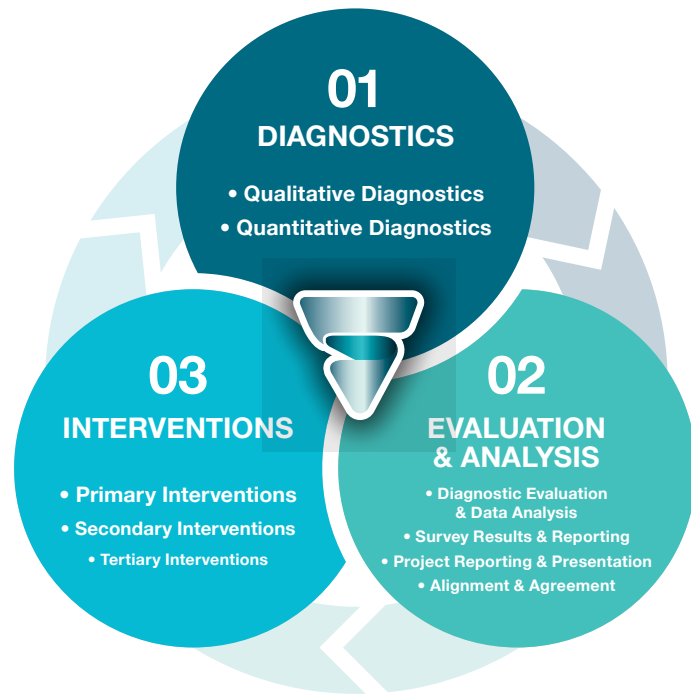 01
DIAGNOSTICS
• Qualitative Diagnostics
• Quantitative Diagnostics
02
EVALUATION
& ANALYSIS
• Diagnostic Evaluation
& Data Analysis
• Survey Results & Reporting
• Project Reporting & Presentation
• Alignment & Agreement
03
INTERVENTIONS
• Primary Interventions
• Secondary Interventions
• Tertiary Interventions